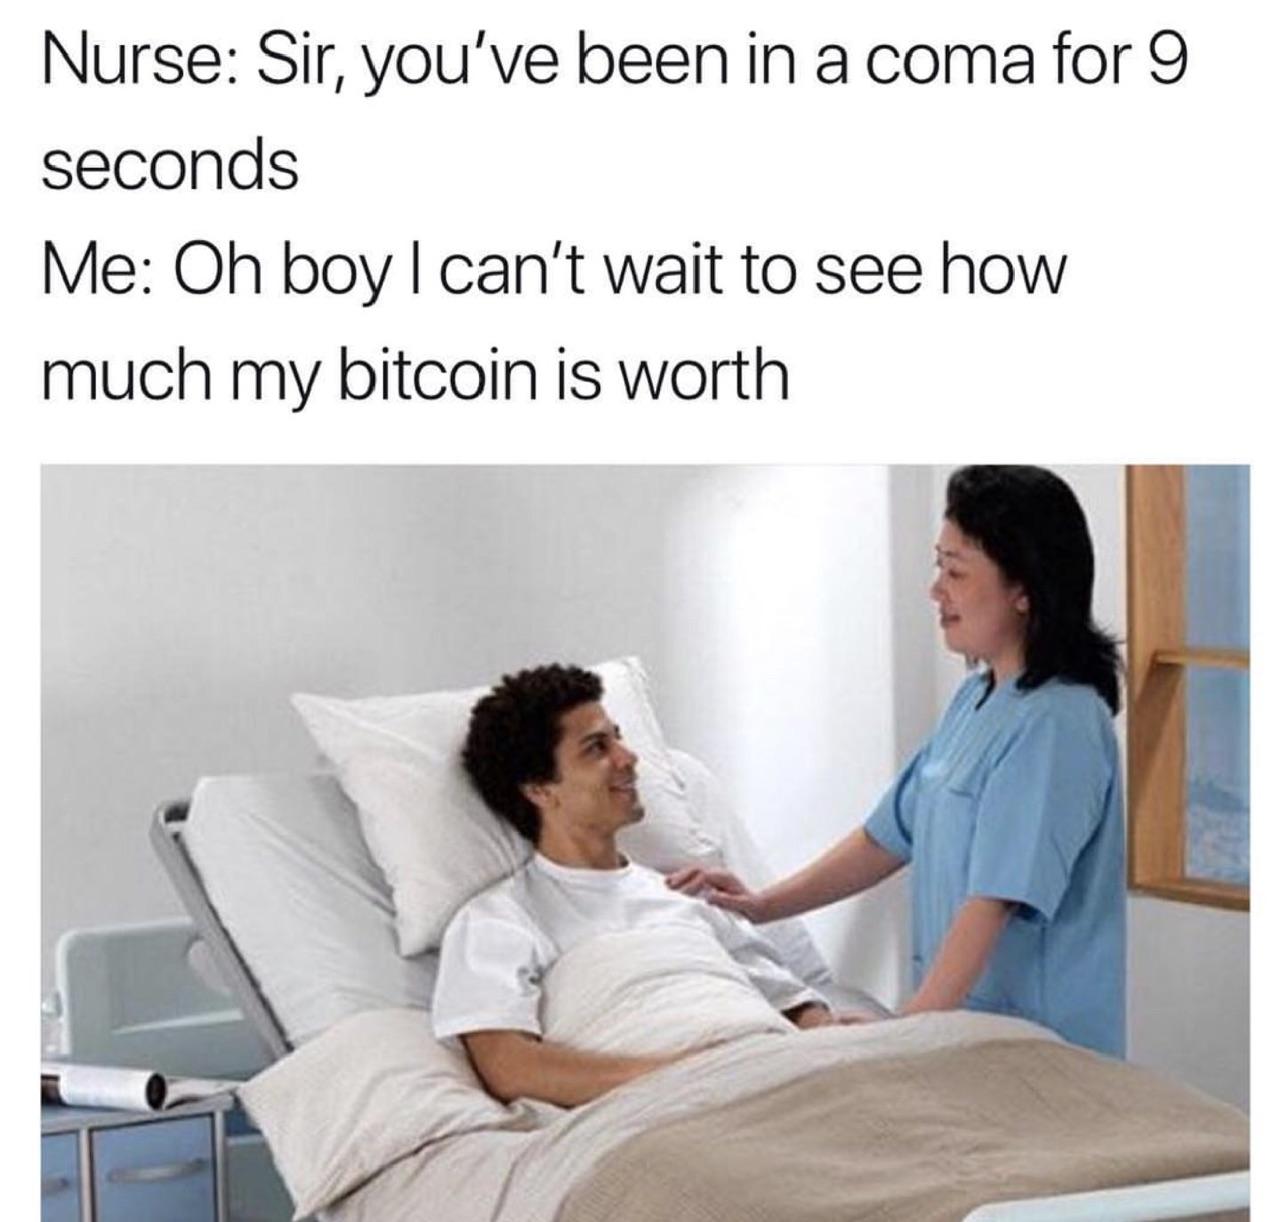 Nurse: Sir, you've been in a coma for 9
seconds
Me: Oh boy I can't wait to see how
much my bitcoin is worth